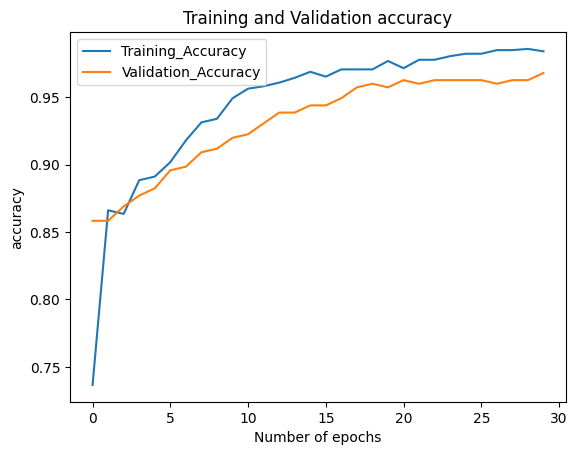 Training and Validation accuracy
Training_Accuracy
Validation_Accuracy
accuracy
0.95
0.90
0.85
0.80
0.75
0 5 10 15 20 25 30
Number of epochs